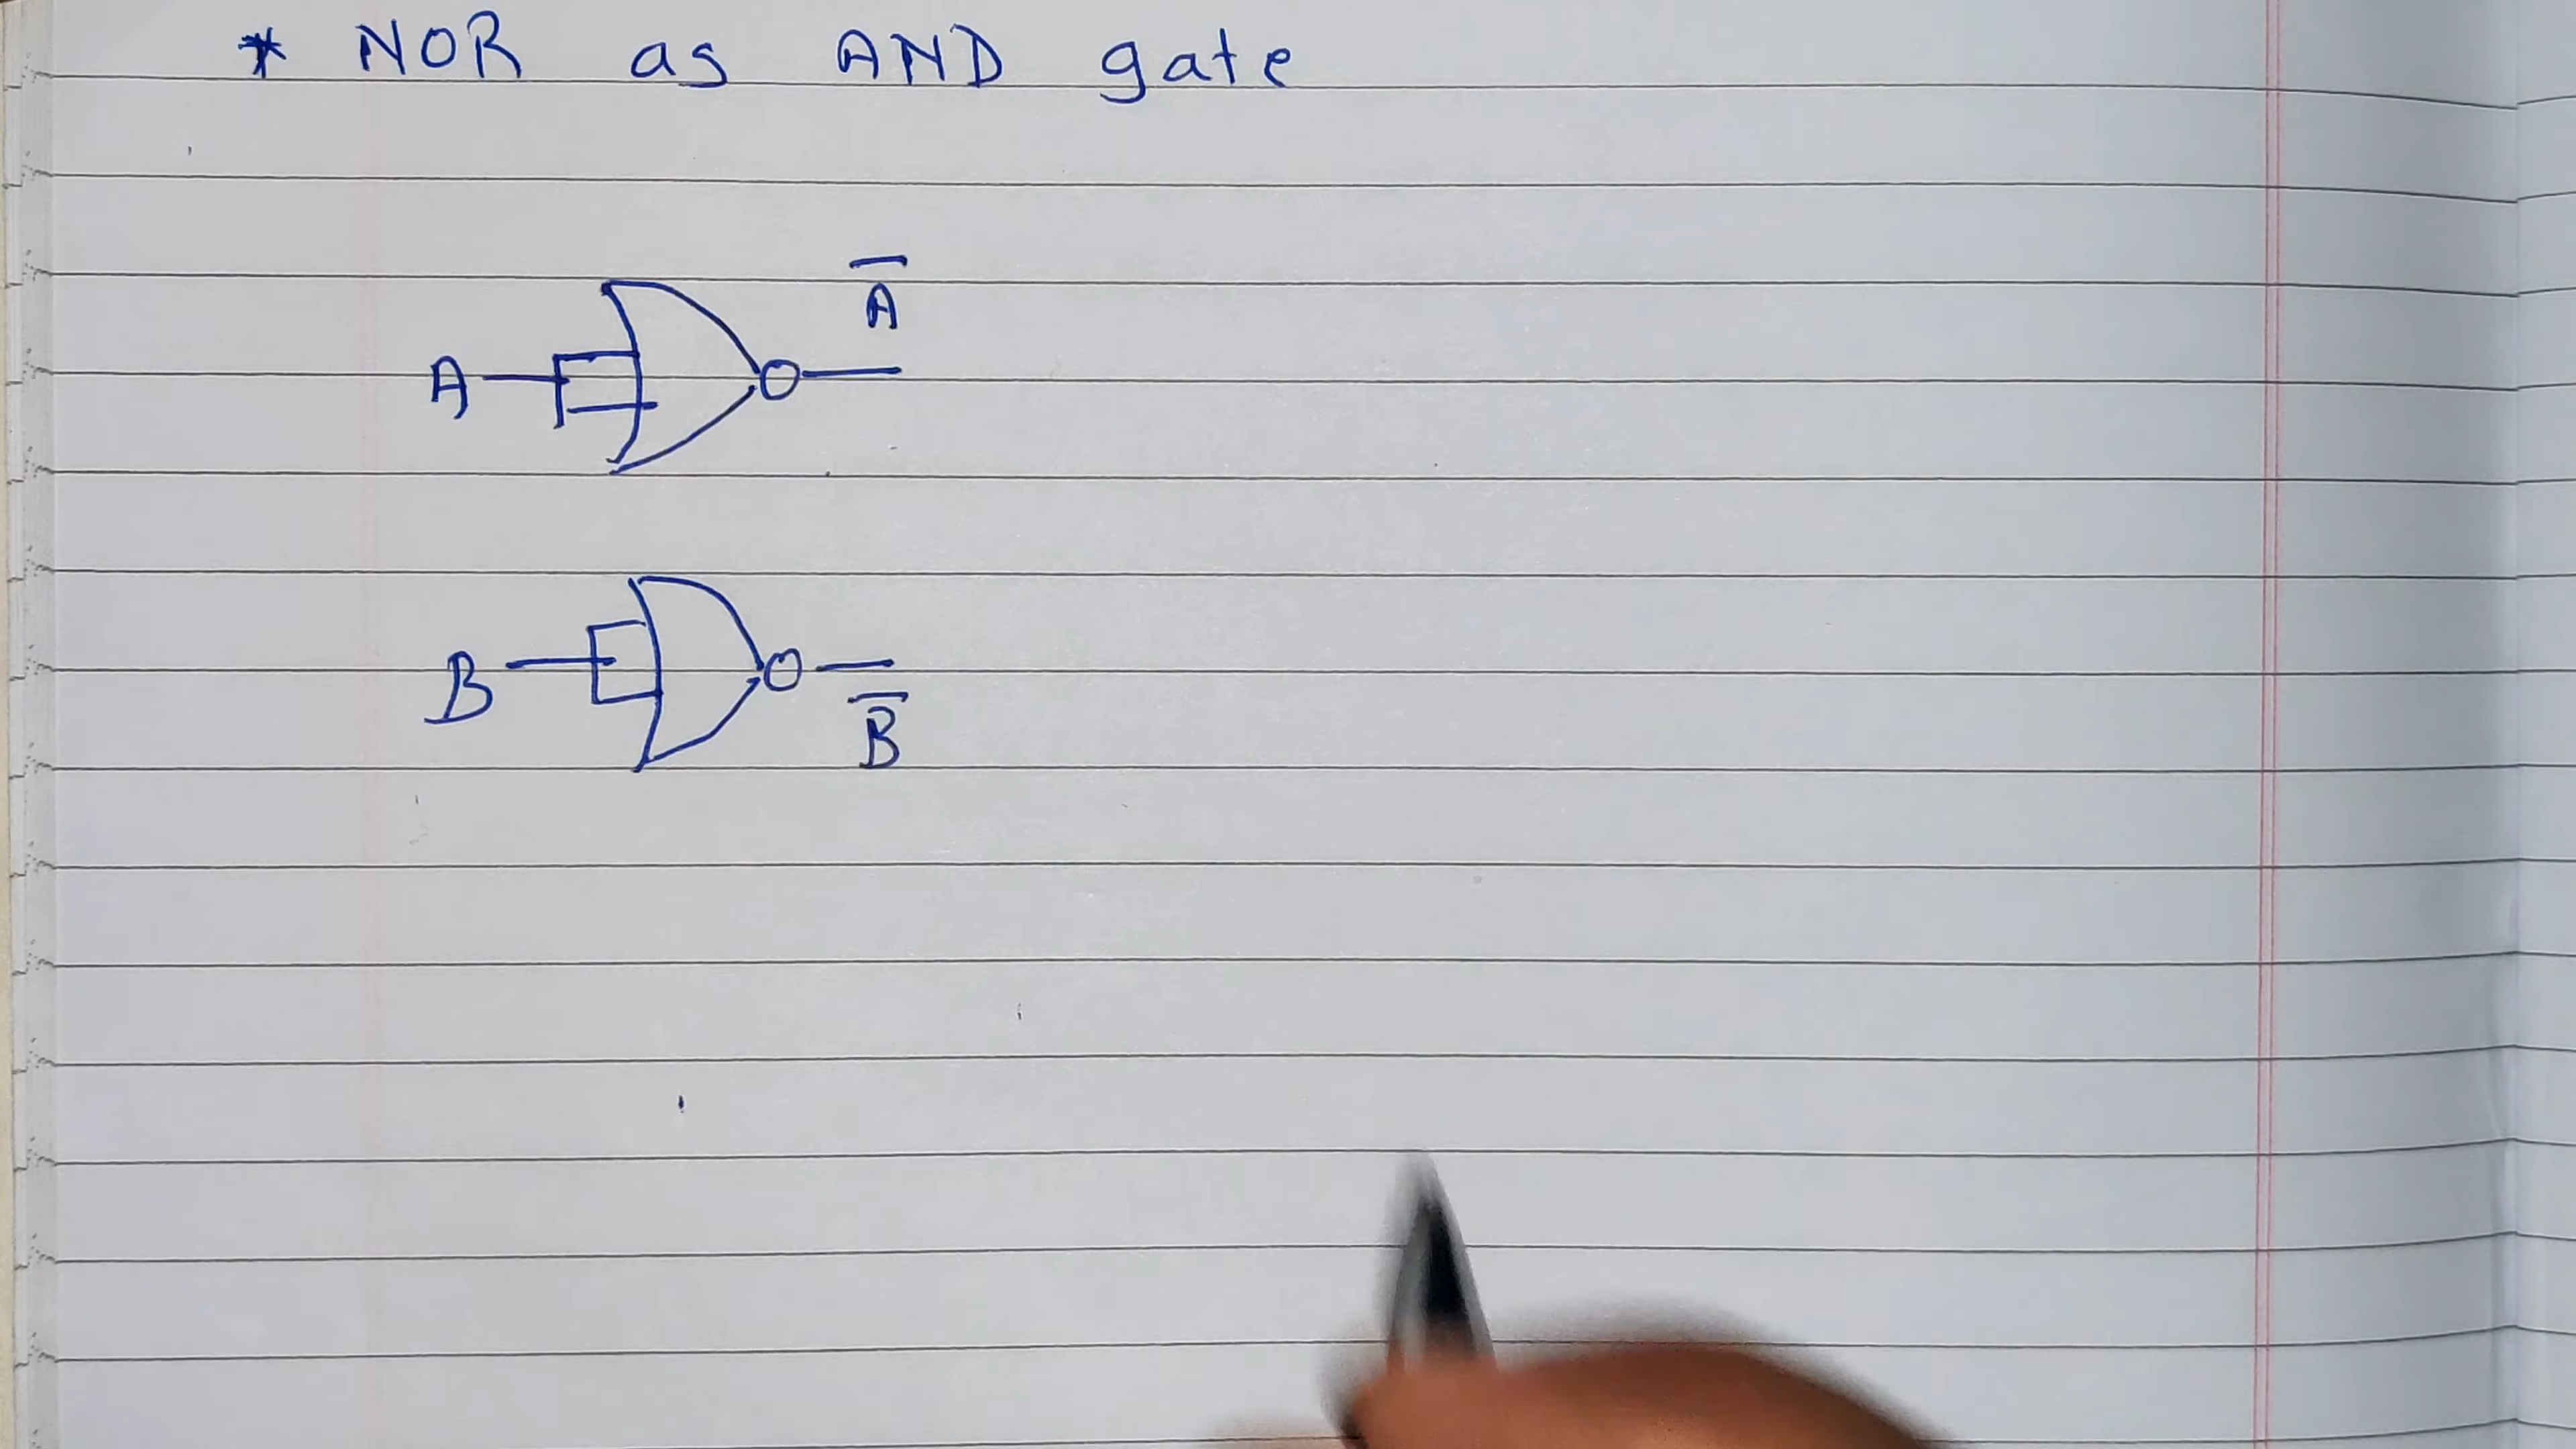 * NOR as AND gate
A̅
A
B
B̅